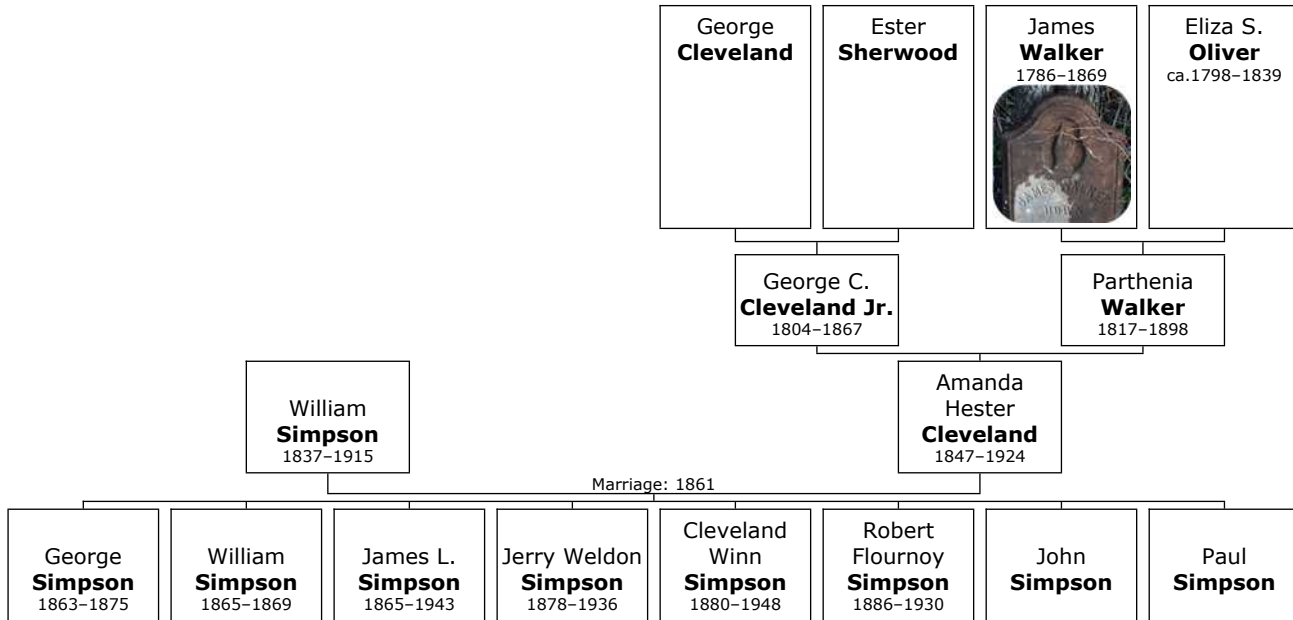 George
Cleveland
Ester
Sherwood
James
Walker
1786–1869
JAMES WALKER
BORN
Eliza S.
Oliver
ca.1798–1839
George C.
Cleveland Jr.
1804–1867
Parthenia
Walker
1817–1898
William
Simpson
1837–1915
Amanda
Hester
Cleveland
1847–1924
Marriage: 1861
George
Simpson
1863–1875
William
Simpson
1865–1869
James L.
Simpson
1865–1943
Jerry Weldon
Simpson
1878–1936
Cleveland
Winn
Simpson
1880–1948
Robert
Flournoy
Simpson
1886–1930
John
Simpson
Paul
Simpson